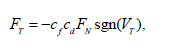 F_T = −c_f c_d F_N sgn(V_T),